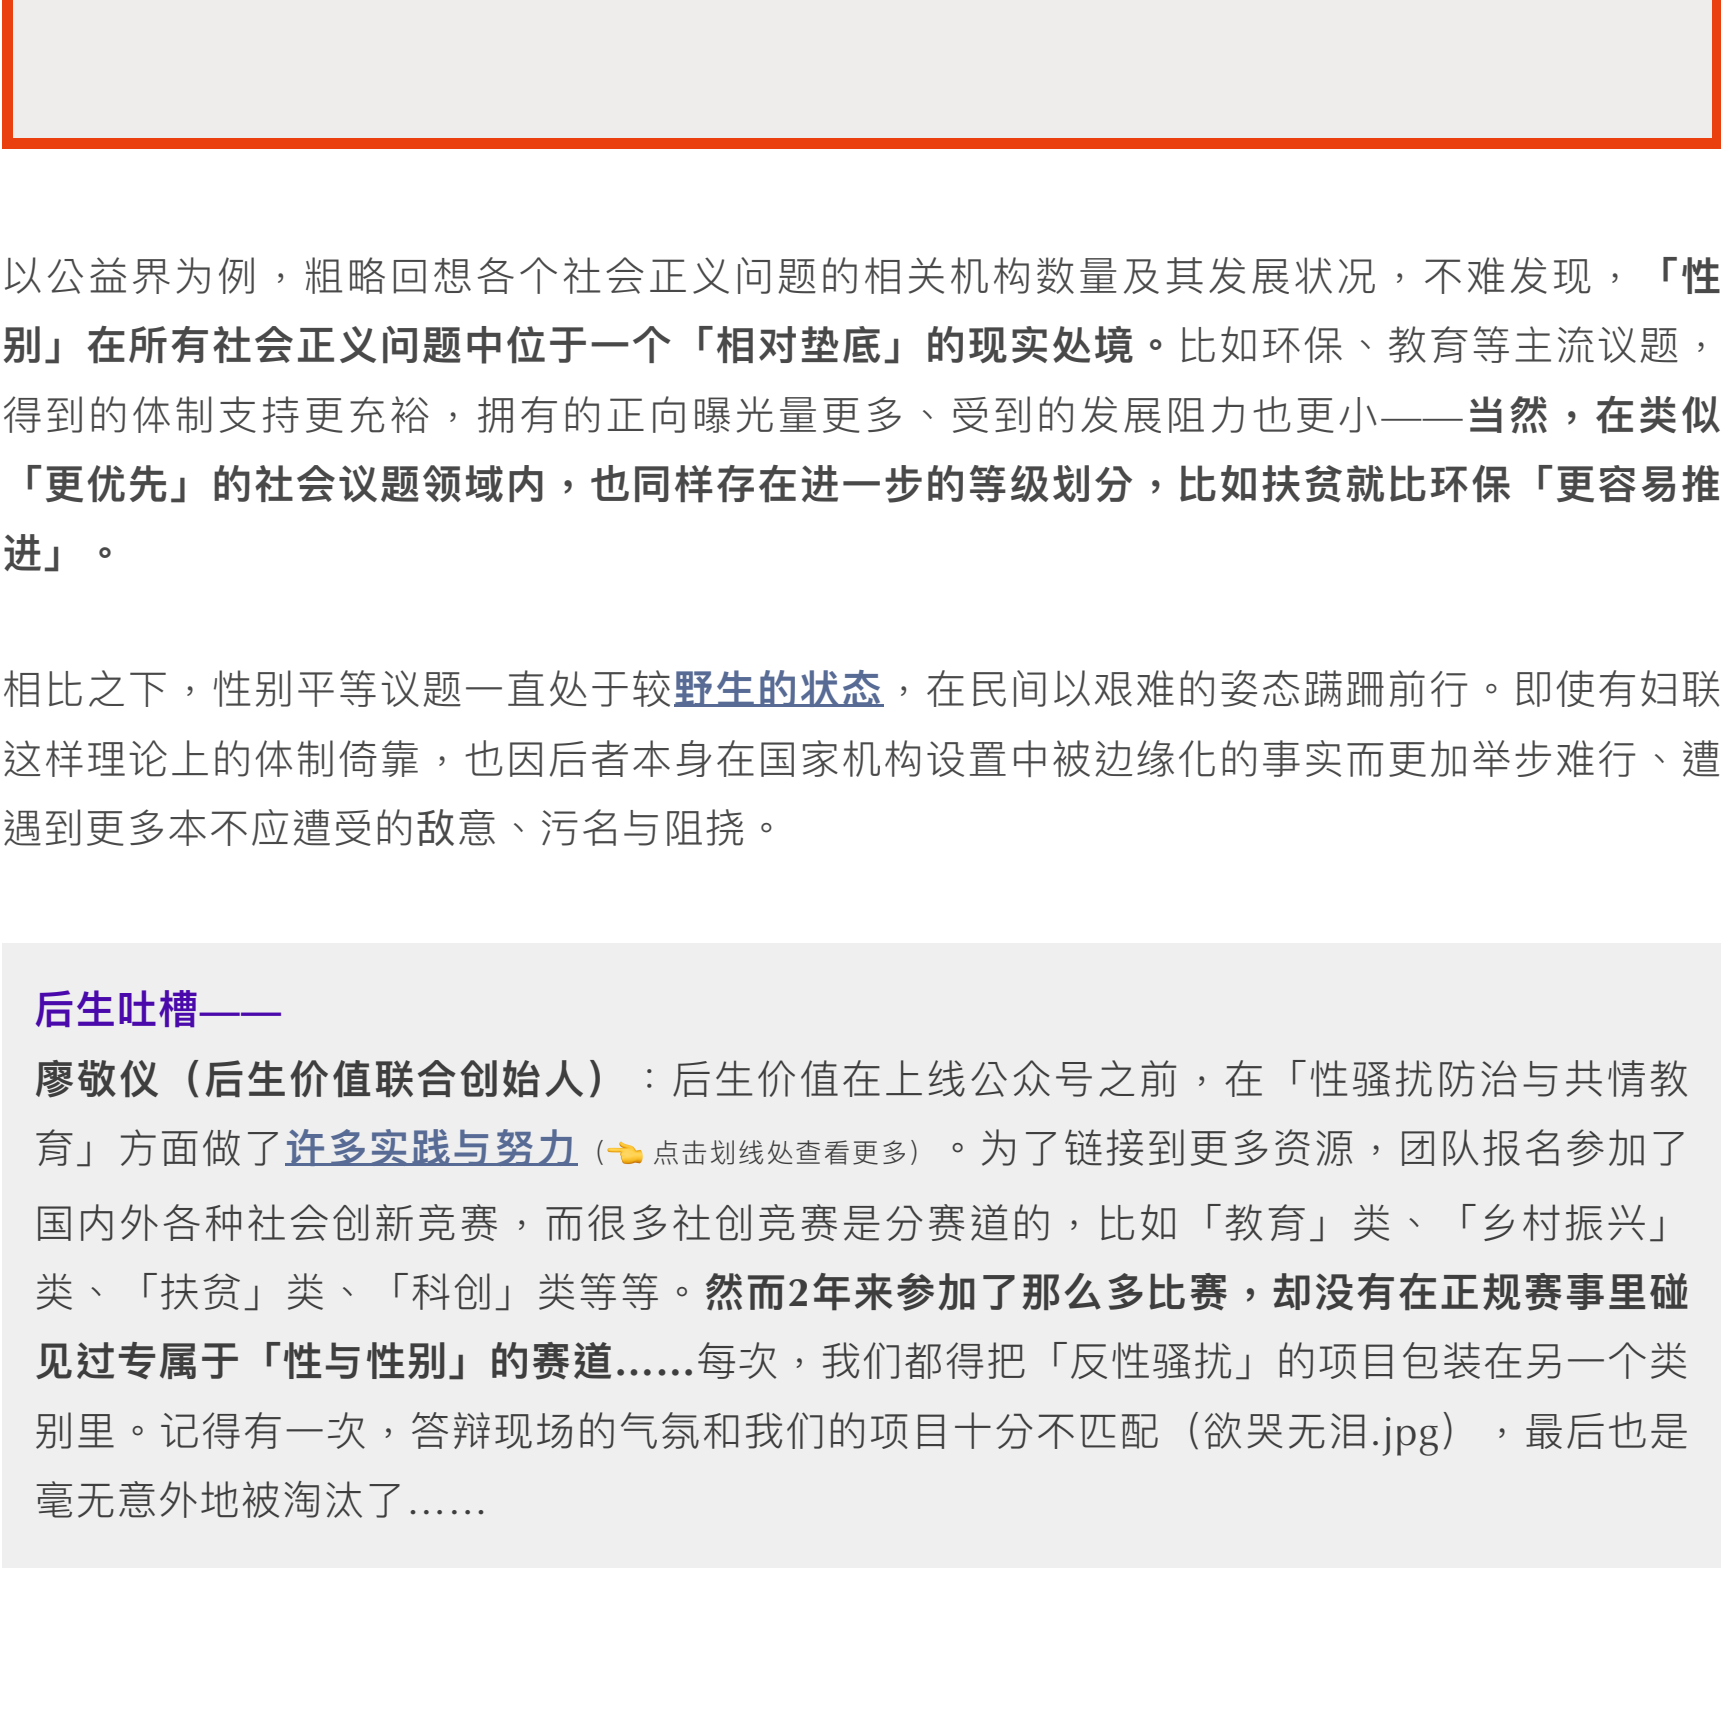 以公益界为例，粗略回想各个社会正义问题的相关机构数量及其发展状况，不难发现，「性
别」在所有社会正义问题中位于一个「相对垫底」的现实处境。比如环保、教育等主流议题，
得到的体制支持更充裕，拥有的正向曝光量更多、受到的发展阻力也更小——当然，在类似
「更优先」的社会议题领域内，也同样存在进一步的等级划分，比如扶贫就比环保「更容易推
进」。
相比之下，性别平等议题一直处于较野生的状态，在民间以艰难的姿态蹒跚前行。即使有妇联
这样理论上的体制倚靠，也因后者本身在国家机构设置中被边缘化的事实而更加举步难行、遭
遇到更多本不应遭受的敌意、污名与阻挠。
后生吐槽——
廖敬仪（后生价值联合创始人）：后生价值在上线公众号之前，在「性骚扰防治与共情教
育」方面做了许多实践与努力（👈 点击划线处查看更多）。为了链接到更多资源，团队报名参加了
国内外各种社会创新竞赛，而很多社创竞赛是分赛道的，比如「教育」类、「乡村振兴」
类、「扶贫」类、「科创」类等等。然而2年来参加了那么多比赛，却没有在正规赛事里碰
见过专属于「性与性别」的赛道……每次，我们都得把「反性骚扰」的项目包装在另一个类
别里。记得有一次，答辩现场的气氛和我们的项目十分不匹配（欲哭无泪.jpg），最后也是
毫无意外地被淘汰了……